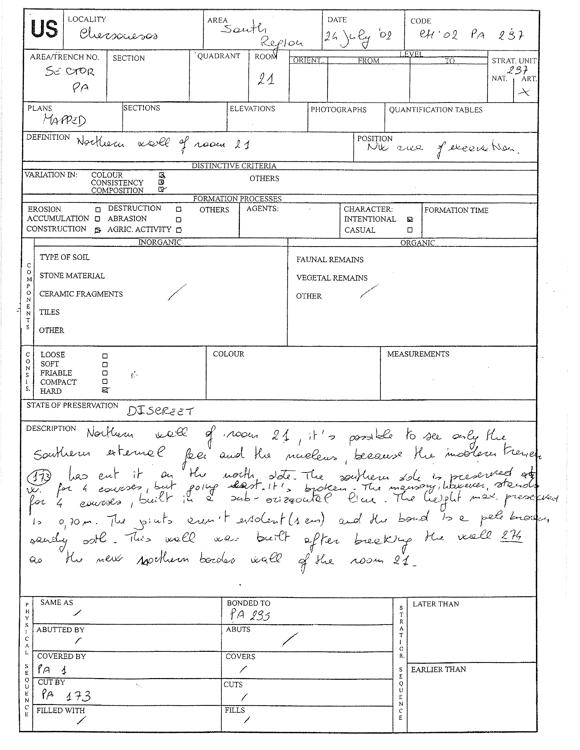 US
LOCALITY
Chersonesos
AREA
South Region
DATE
24 July '02
CODE
CH'02 PA 237
AREA/TRENCH NO.
SECTOR PA
SECTION
QUADRANT
ROOM
21
LEVEL
ORIENT. FROM TO
STRAT. UNIT
237
NAT. ART.
X
PLANS
MAPPED
SECTIONS
ELEVATIONS
PHOTOGRAPHS
QUANTIFICATION TABLES
DEFINITION Northern wall of room 21
POSITION
NW area of excavation.
DISTINCTIVE CRITERIA
VARIATION IN: COLOUR
CONSISTENCY
COMPOSITION
OTHERS
FORMATION PROCESSES
EROSION DESTRUCTION OTHERS
ACCUMULATION ABRASION
CONSTRUCTION AGRIC. ACTIVITY
AGENTS:
CHARACTER:
INTENTIONAL
CASUAL
FORMATION TIME
COMPONENTS
INORGANIC
TYPE OF SOIL
STONE MATERIAL
CERAMIC FRAGMENTS /
TILES
OTHER
ORGANIC
FAUNAL REMAINS
VEGETAL REMAINS
OTHER /
CONSIS.
LOOSE
SOFT
FRIABLE
COMPACT
HARD
COLOUR
MEASUREMENTS
STATE OF PRESERVATION DISCREET
DESCRIPTION Northern wall of room 21, it's possible to see only the
Southern external face and the nucleus, because the modern trench
173 has cut it on the north side. The southern side is preserved at
w. for 4 courses, but going east it's broken. The masonry, however, stands
for 4 courses, built in a sub-orizontal line. The height max. preserved
is 0,70 m. The joints aren't evident (1 cm) and the bond is a pale brown
sandy soil. This wall was built after breaking the wall 274
as the new northern border wall of the room 21.
PHYSICAL SEQUENCE
SAME AS
/
BONDED TO
PA 235
ABUTTED BY
/
ABUTS
/
COVERED BY
PA 1
COVERS
/
CUT BY
PA 173
CUTS
/
FILLED WITH
/
FILLS
/
STRATIGR. SEQUENCE
LATER THAN
EARLIER THAN